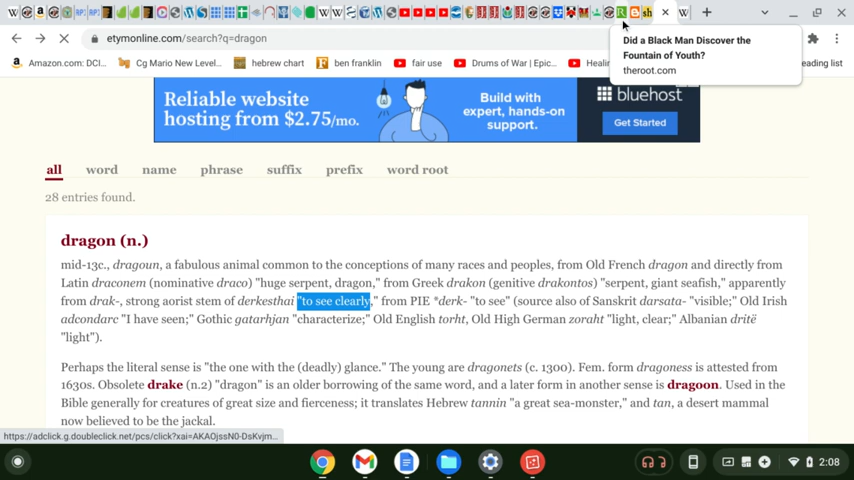 etymonline.com/search?q=dragon
Did a Black Man Discover the
Fountain of Youth?
theroot.com
Amazon.com: DCI...
Cg Mario New Level...
hebrew chart
ben franklin
fair use
Drums of War | Epic...
Healin
ading list
Reliable website
hosting from $2.75/mo.
Build with
expert, hands-on
support.
bluehost
Get Started
all word name phrase suffix prefix word root
28 entries found.
dragon (n.)
mid-13c., dragoun, a fabulous animal common to the conceptions of many races and peoples, from Old French dragon and directly from
Latin draconem (nominative draco) "huge serpent, dragon," from Greek drakon (genitive drakontos) "serpent, giant seafish," apparently
from drak-, strong aorist stem of derkesthai "to see clearly," from PIE *derk- "to see" (source also of Sanskrit darsata- "visible;" Old Irish
adcondarc "I have seen;" Gothic gatarhjan "characterize;" Old English torht, Old High German zoraht "light, clear;" Albanian dritë
"light").
Perhaps the literal sense is "the one with the (deadly) glance." The young are dragonets (c. 1300). Fem. form dragoness is attested from
1630s. Obsolete drake (n.2) "dragon" is an older borrowing of the same word, and a later form in another sense is dragoon. Used in the
Bible generally for creatures of great size and fierceness; it translates Hebrew tannin "a great sea-monster," and tan, a desert mammal
now believed to be the jackal.
https://adclick.g.doubleclick.net/pcs/click?xai=AKAOjssN0-DsKvjm...
2:08